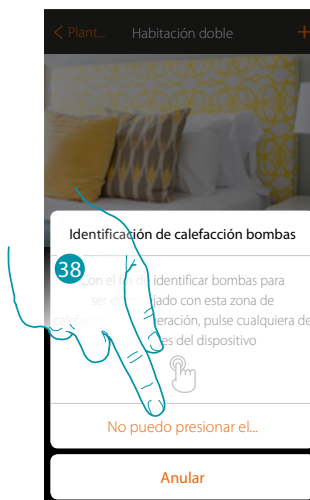 < Plant... Habitación doble +
Identificación de calefacción bombas
38
Con el fin de identificar bombas para
ser jado con esta zona de
eración, pulse cualquiera de
es del dispositivo
No puedo presionar el...
Anular